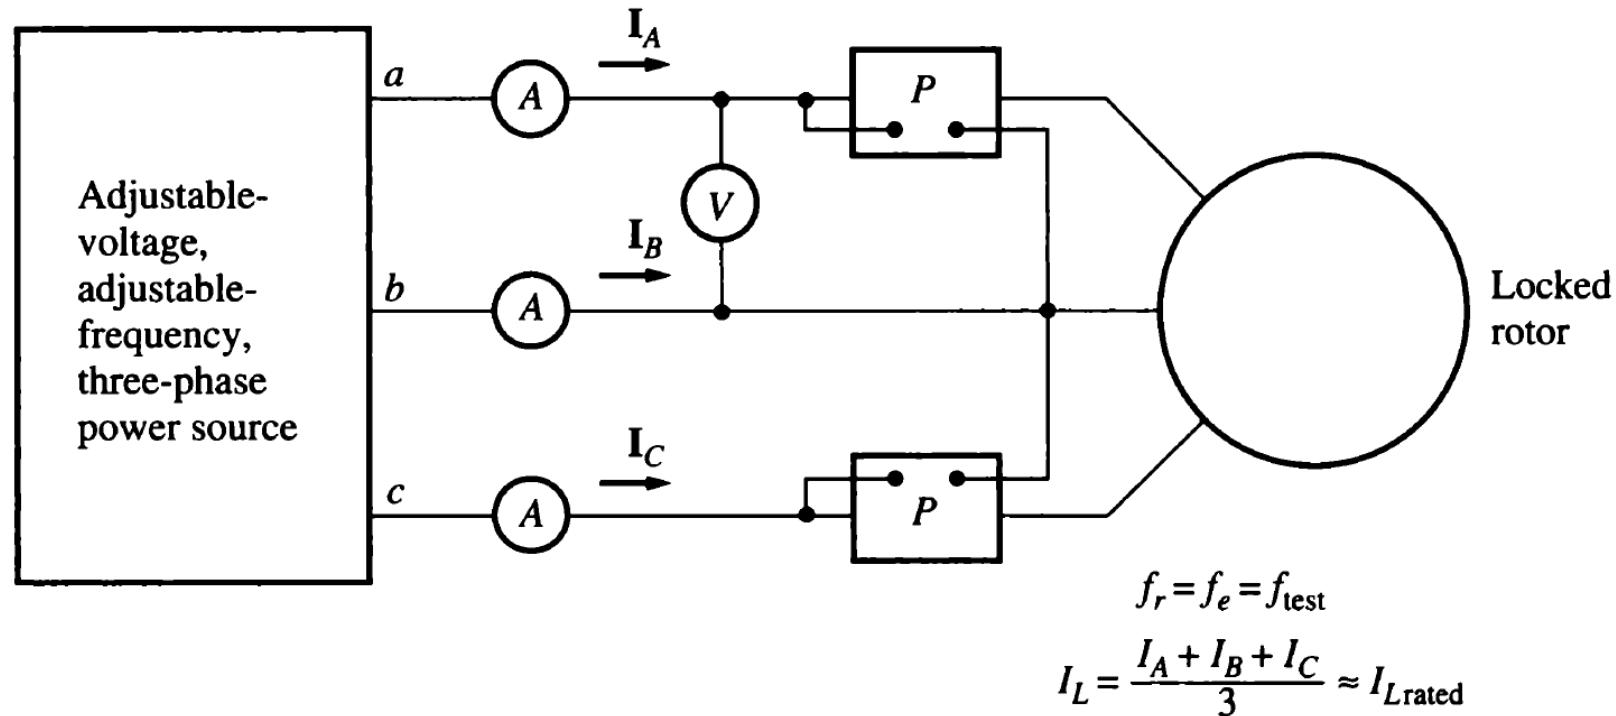 I_A
a
A
P
V
Adjustable-
voltage,
adjustable-
frequency,
three-phase
power source
I_B
b
A
Locked
rotor
I_C
c
A
P
f_r = f_e = f_test
I_L = (I_A + I_B + I_C)/3 ≈ I_L rated